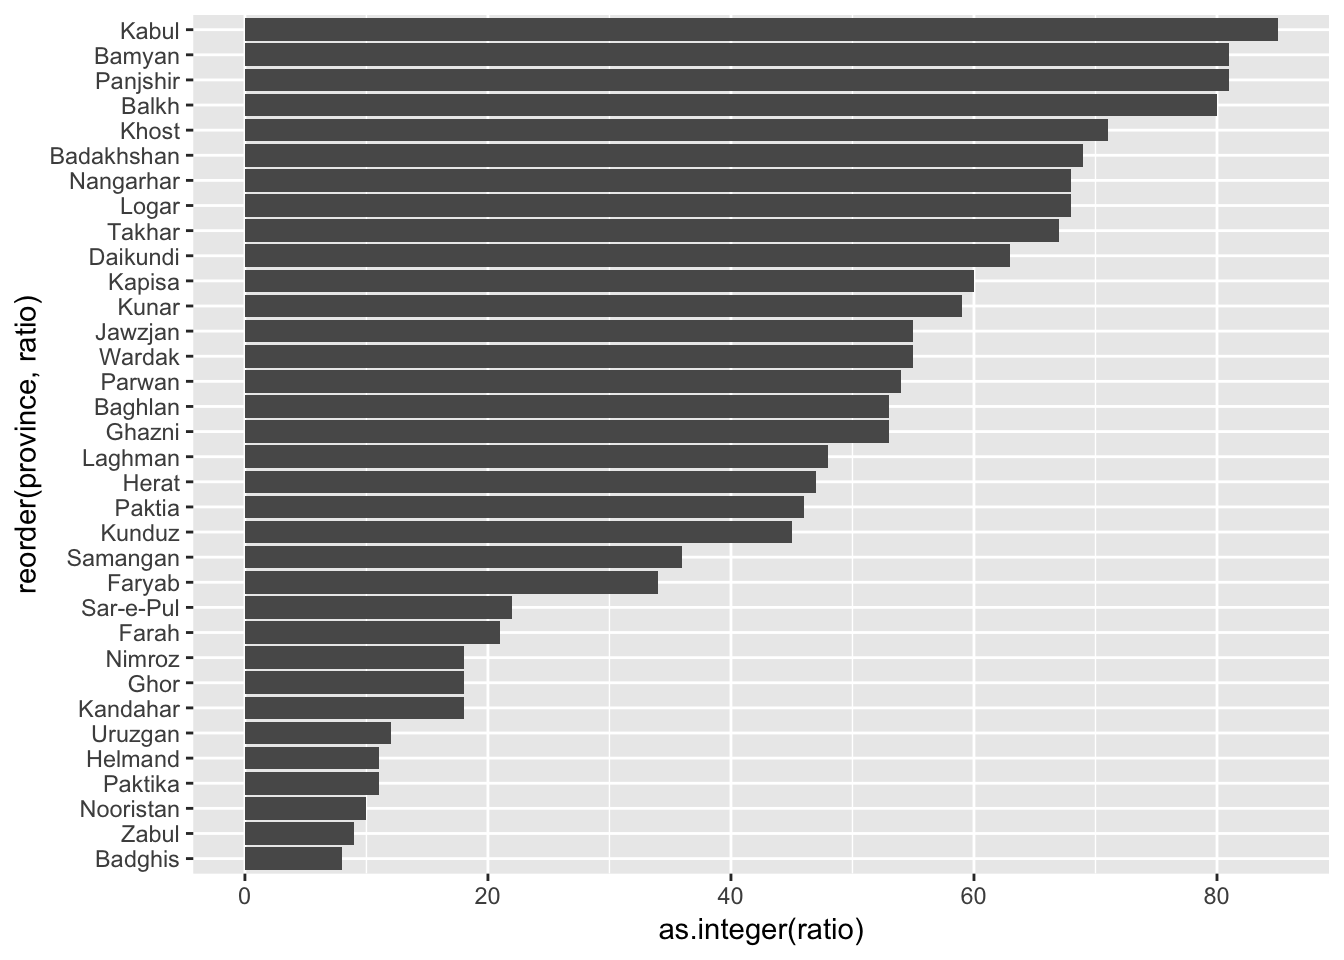 Kabul
Bamyan
Panjshir
Balkh
Khost
Badakhshan
Nangarhar
Logar
Takhar
Daikundi
Kapisa
Kunar
Jawzjan
Wardak
Parwan
Baghlan
Ghazni
Laghman
Herat
Paktia
Kunduz
Samangan
Faryab
Sar-e-Pul
Farah
Nimroz
Ghor
Kandahar
Uruzgan
Helmand
Paktika
Nooristan
Zabul
Badghis
reorder(province, ratio)
0 20 40 60 80
as.integer(ratio)